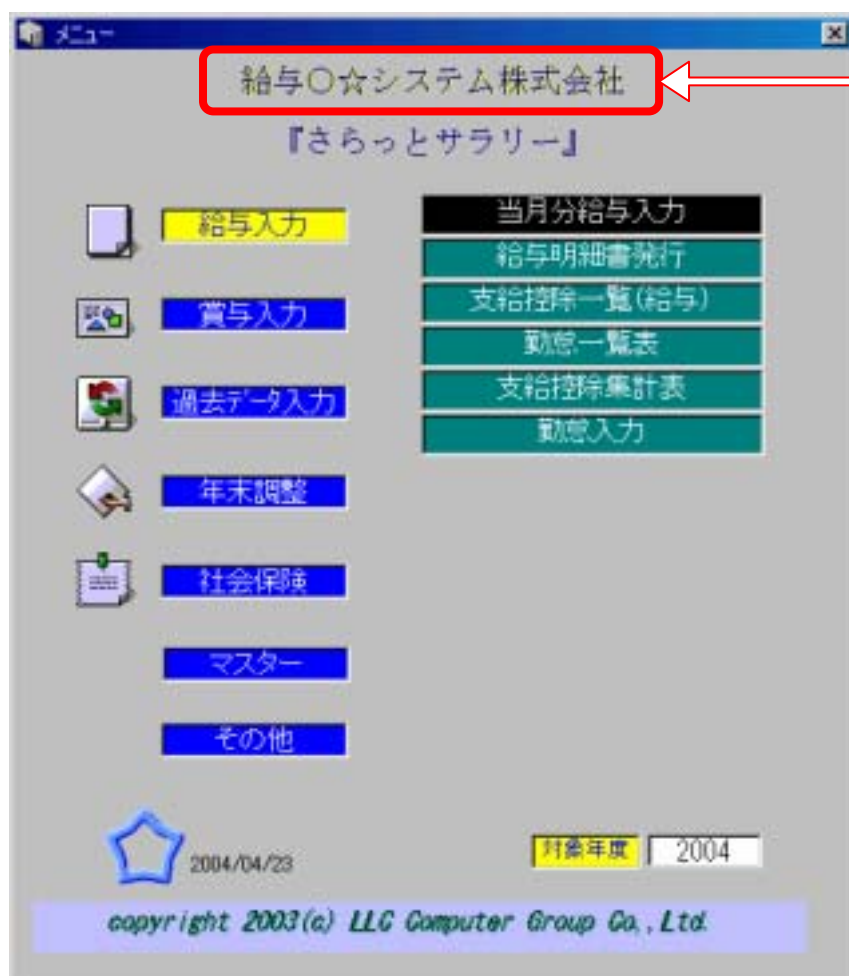 メニュー
給与○☆システム株式会社
『さらっとサラリー』
給与入力
賞与入力
過去データ入力
年末調整
社会保険
マスター
その他
当月分給与入力
給与明細書発行
支給控除一覧(給与)
勤怠一覧表
支給控除集計表
勤怠入力
2004/04/23
対象年度 2004
copyright 2003(c) LLC Computer Group Co.,Ltd.